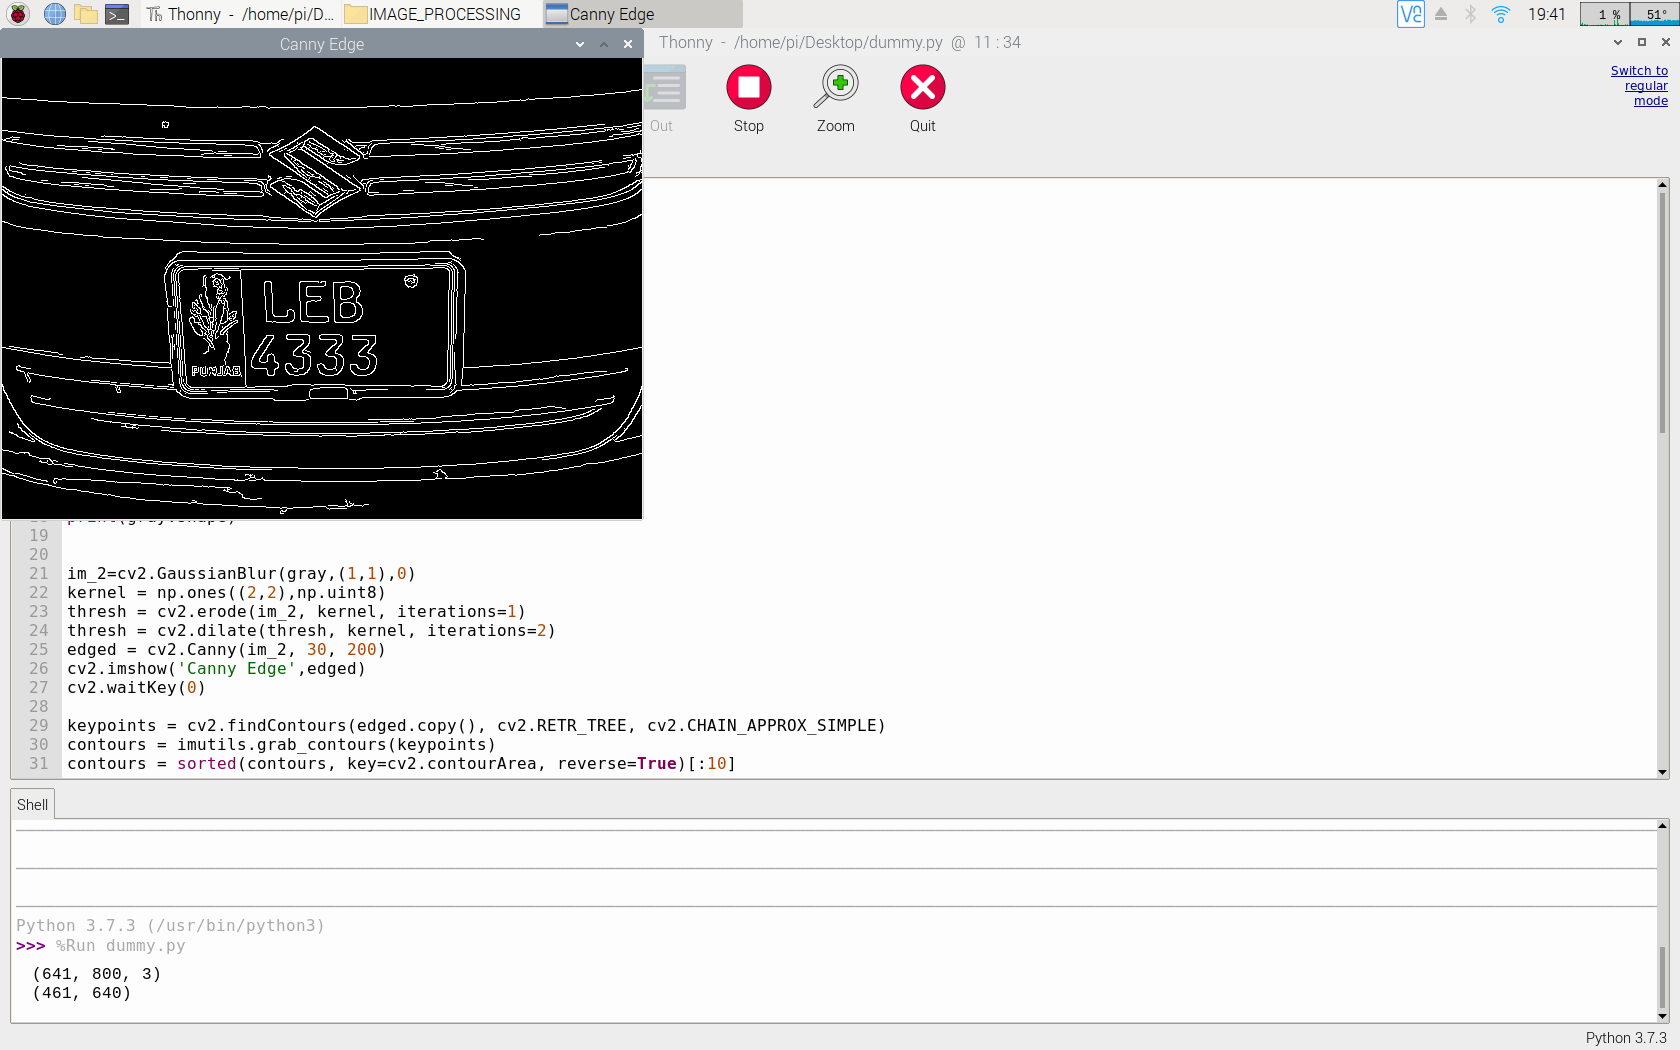 Thonny - /home/pi/D...
IMAGE_PROCESSING
Canny Edge
19:41
1 %
51°
Canny Edge
Thonny - /home/pi/Desktop/dummy.py @ 11 : 34
Switch to
regular
mode
Out
Stop
Zoom
Quit
LEB
4333
PUNJAB
19
20
21 im_2=cv2.GaussianBlur(gray,(1,1),0)
22 kernel = np.ones((2,2),np.uint8)
23 thresh = cv2.erode(im_2, kernel, iterations=1)
24 thresh = cv2.dilate(thresh, kernel, iterations=2)
25 edged = cv2.Canny(im_2, 30, 200)
26 cv2.imshow('Canny Edge',edged)
27 cv2.waitKey(0)
28
29 keypoints = cv2.findContours(edged.copy(), cv2.RETR_TREE, cv2.CHAIN_APPROX_SIMPLE)
30 contours = imutils.grab_contours(keypoints)
31 contours = sorted(contours, key=cv2.contourArea, reverse=True)[:10]
Shell
Python 3.7.3 (/usr/bin/python3)
>>> %Run dummy.py
(641, 800, 3)
(461, 640)
Python 3.7.3